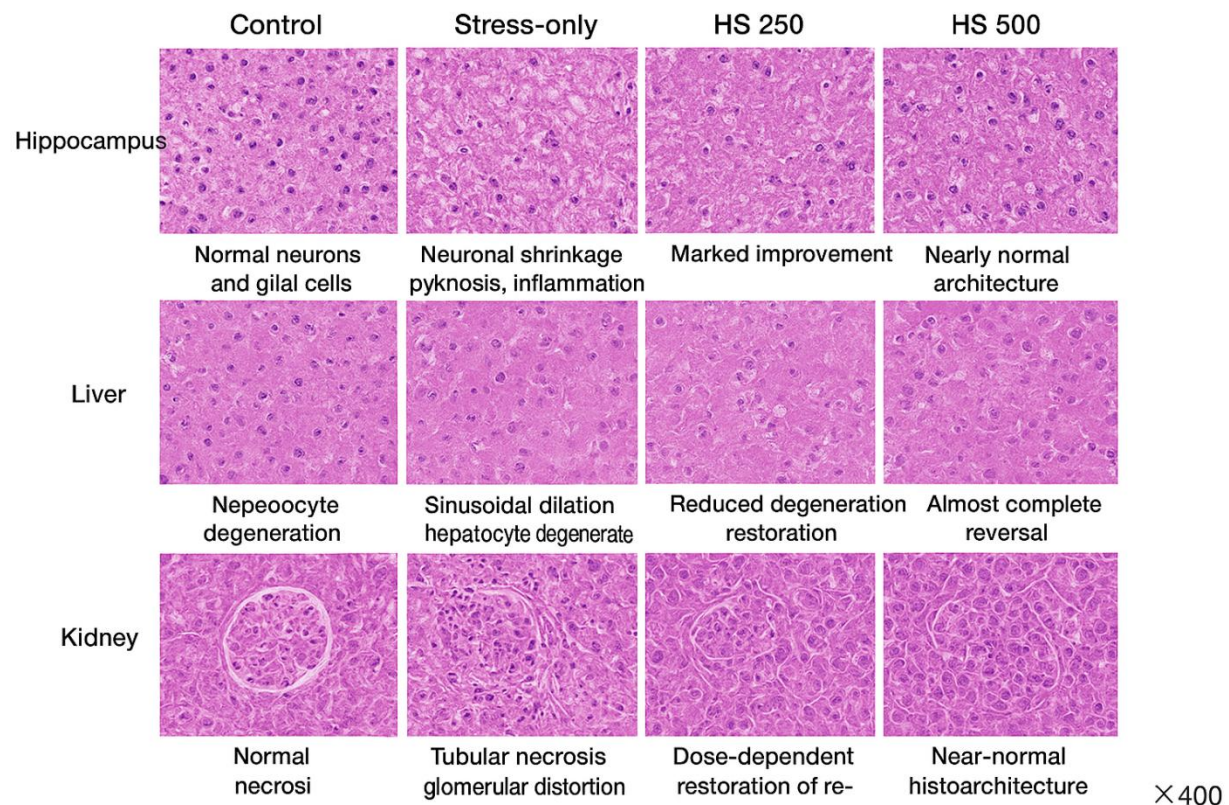 Control Stress-only HS 250 HS 500
Hippocampus
Normal neurons Neuronal shrinkage Marked improvement Nearly normal
and gilal cells pyknosis, inflammation architecture
Liver
Nepeoocyte Sinusoidal dilation Reduced degeneration Almost complete
degeneration hepatocyte degenerate restoration reversal
Kidney
Normal Tubular necrosis Dose-dependent Near-normal
necrosi glomerular distortion restoration of re- histoarchitecture
×400